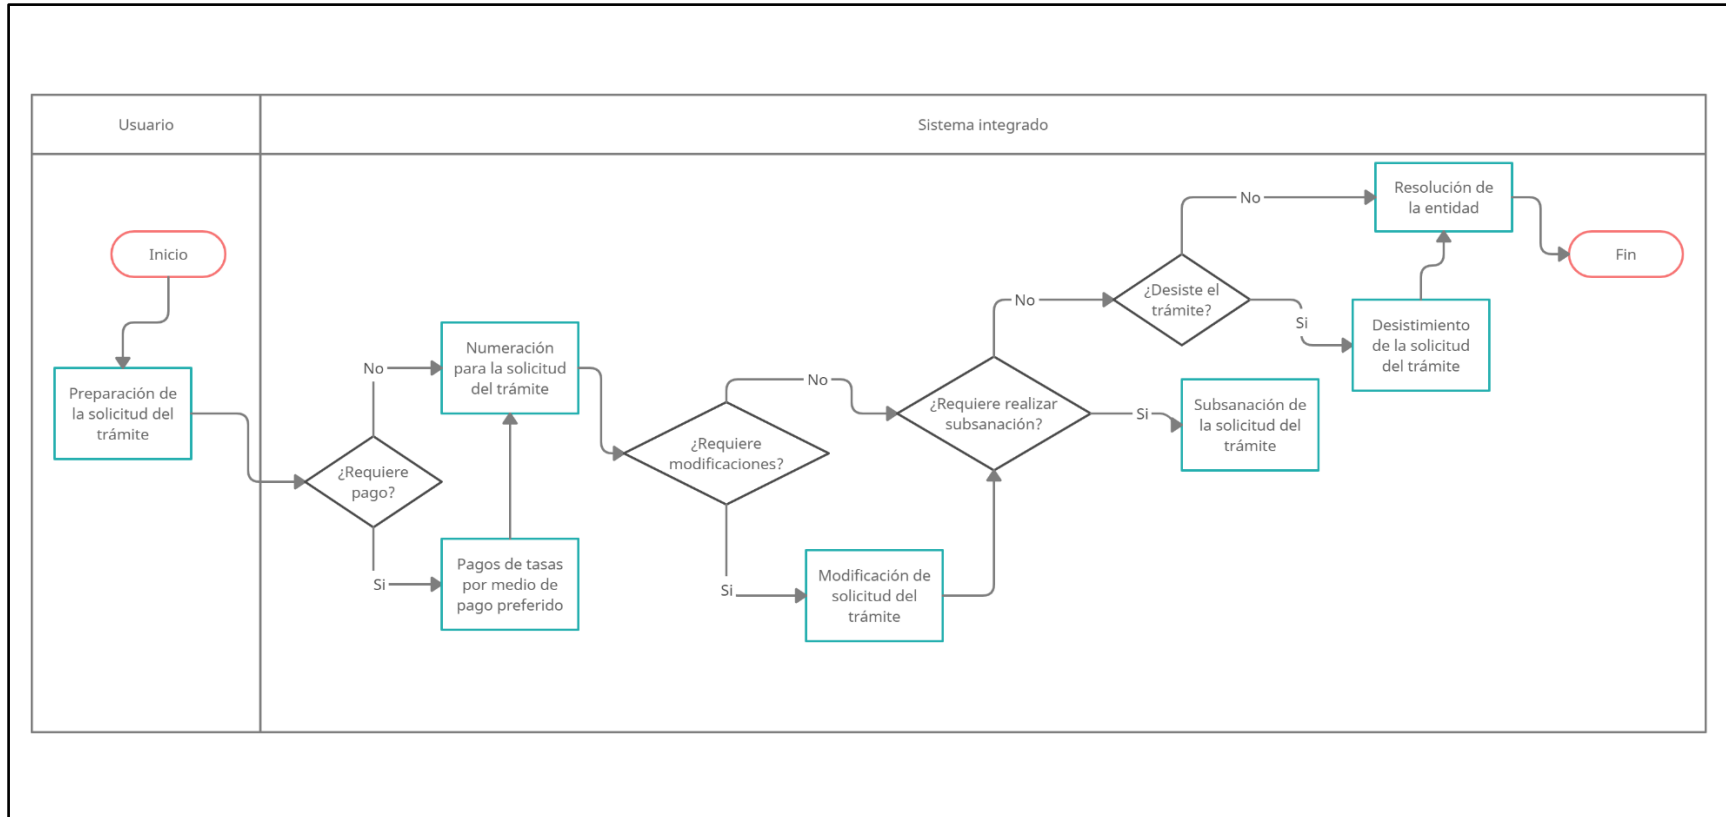 Usuario
Sistema integrado
Inicio
Preparación de
la solicitud del
trámite
¿Requiere
pago?
No
Si
Numeración
para la solicitud
del trámite
Pagos de tasas
por medio de
pago preferido
¿Requiere
modificaciones?
No
Si
Modificación de
solicitud del
trámite
¿Requiere realizar
subsanación?
No
Si
Subsanación de
la solicitud del
trámite
¿Desiste el
trámite?
No
Si
Desistimiento
de la solicitud
del trámite
Resolución de
la entidad
Fin